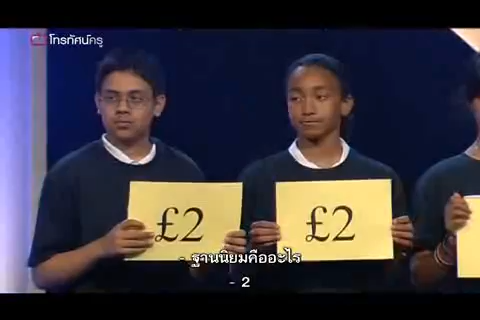 โทรทัศน์ครู
£2
£2
- ฐานนิยมคืออะไร
- 2